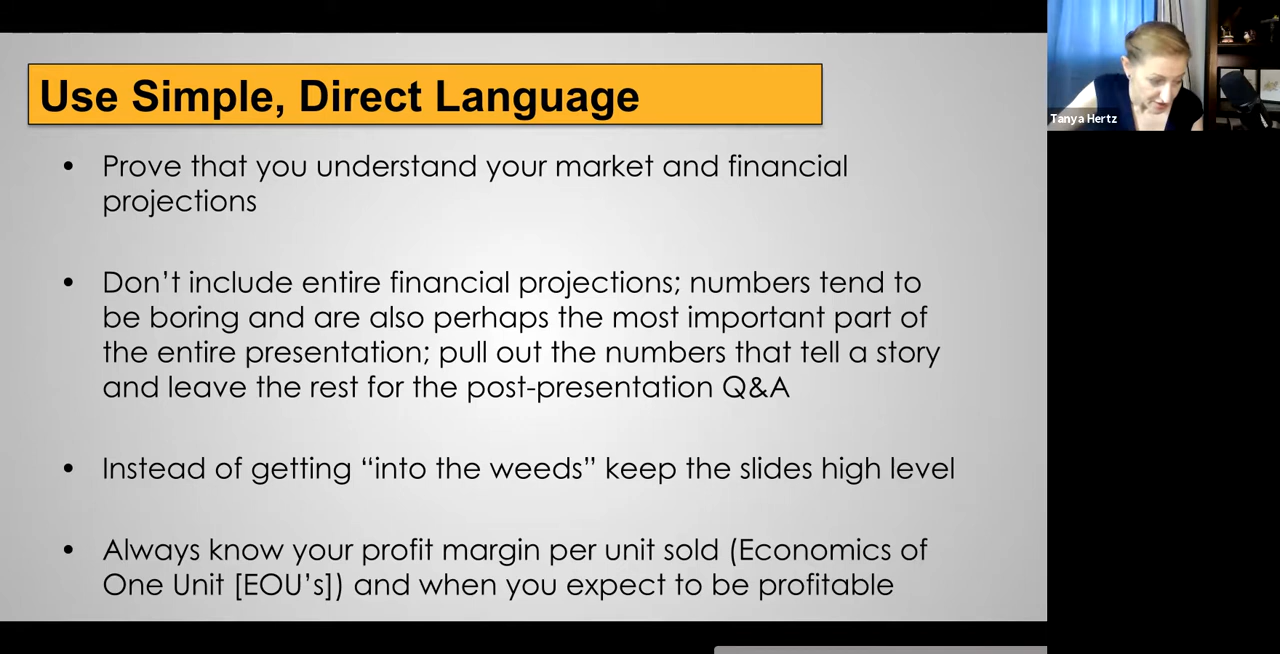 Use Simple, Direct Language
• Prove that you understand your market and financial
projections
• Don’t include entire financial projections; numbers tend to
be boring and are also perhaps the most important part of
the entire presentation; pull out the numbers that tell a story
and leave the rest for the post-presentation Q&A
• Instead of getting “into the weeds” keep the slides high level
• Always know your profit margin per unit sold (Economics of
One Unit [EOU’s]) and when you expect to be profitable
Tanya Hertz